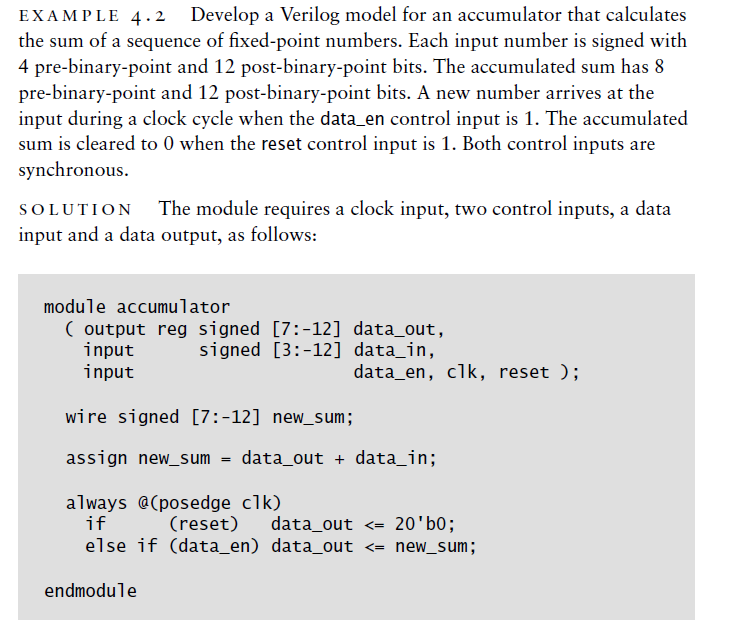 EXAMPLE 4.2 Develop a Verilog model for an accumulator that calculates
the sum of a sequence of fixed-point numbers. Each input number is signed with
4 pre-binary-point and 12 post-binary-point bits. The accumulated sum has 8
pre-binary-point and 12 post-binary-point bits. A new number arrives at the
input during a clock cycle when the data_en control input is 1. The accumulated
sum is cleared to 0 when the reset control input is 1. Both control inputs are
synchronous.
SOLUTION The module requires a clock input, two control inputs, a data
input and a data output, as follows:
module accumulator
( output reg signed [7:-12] data_out,
input signed [3:-12] data_in,
input data_en, clk, reset );
wire signed [7:-12] new_sum;
assign new_sum = data_out + data_in;
always @(posedge clk)
if (reset) data_out <= 20'b0;
else if (data_en) data_out <= new_sum;
endmodule